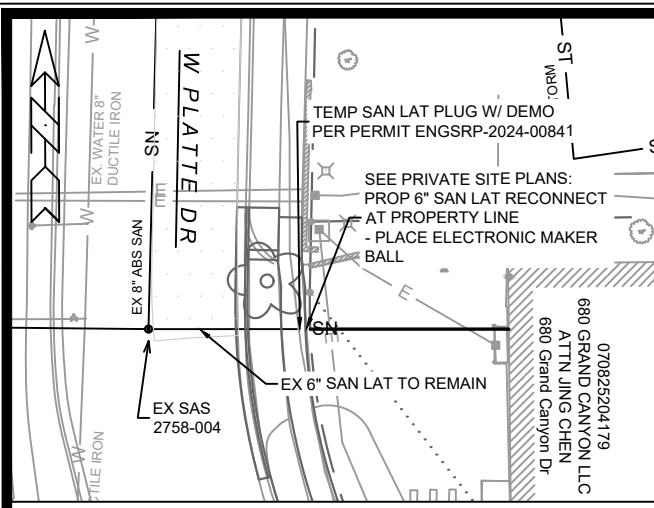 W
EX. WATER 8"
DUCTILE IRON
W
W PLATTE DR
SN
EX 8" ABS SAN
ST
STORM
S
TEMP SAN LAT PLUG W/ DEMO
PER PERMIT ENGSRP-2024-00841
SEE PRIVATE SITE PLANS:
PROP 6" SAN LAT RECONNECT
AT PROPERTY LINE
- PLACE ELECTRONIC MAKER
BALL
E
SN
EX 6" SAN LAT TO REMAIN
EX SAS
2758-004
W
TILE IRON
070825204179
680 GRAND CANYON LLC
ATTN JING CHEN
680 Grand Canyon Dr